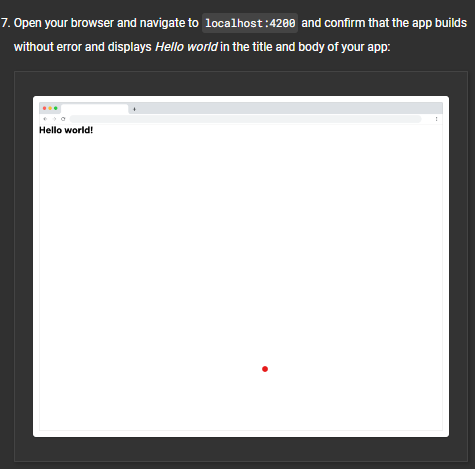 7. Open your browser and navigate to localhost:4200 and confirm that the app builds
without error and displays Hello world in the title and body of your app:
Hello world!